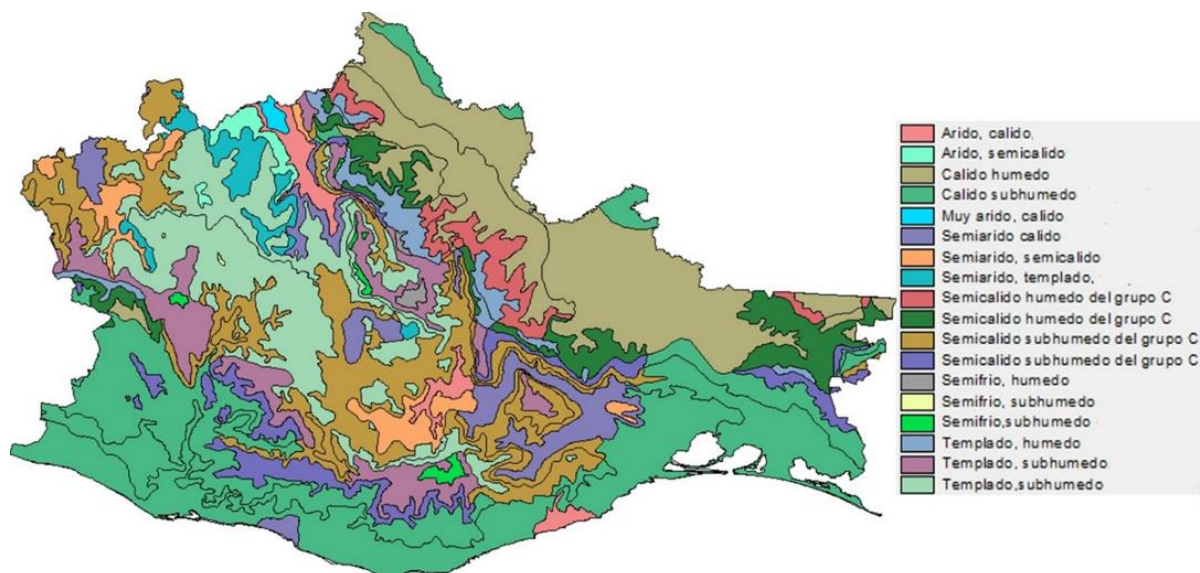 Arido, calido,
Arido, semicalido
Calido humedo
Calido subhumedo
Muy arido, calido
Semiarido calido
Semiarido, semicalido
Semiarido, templado,
Semicalido humedo del grupo C
Semicalido humedo del grupo C
Semicalido subhumedo del grupo C
Semicalido subhumedo del grupo C
Semifrio, humedo
Semifrio, subhumedo
Semifrio,subhumedo
Templado, humedo
Templado, subhumedo
Templado,subhumedo